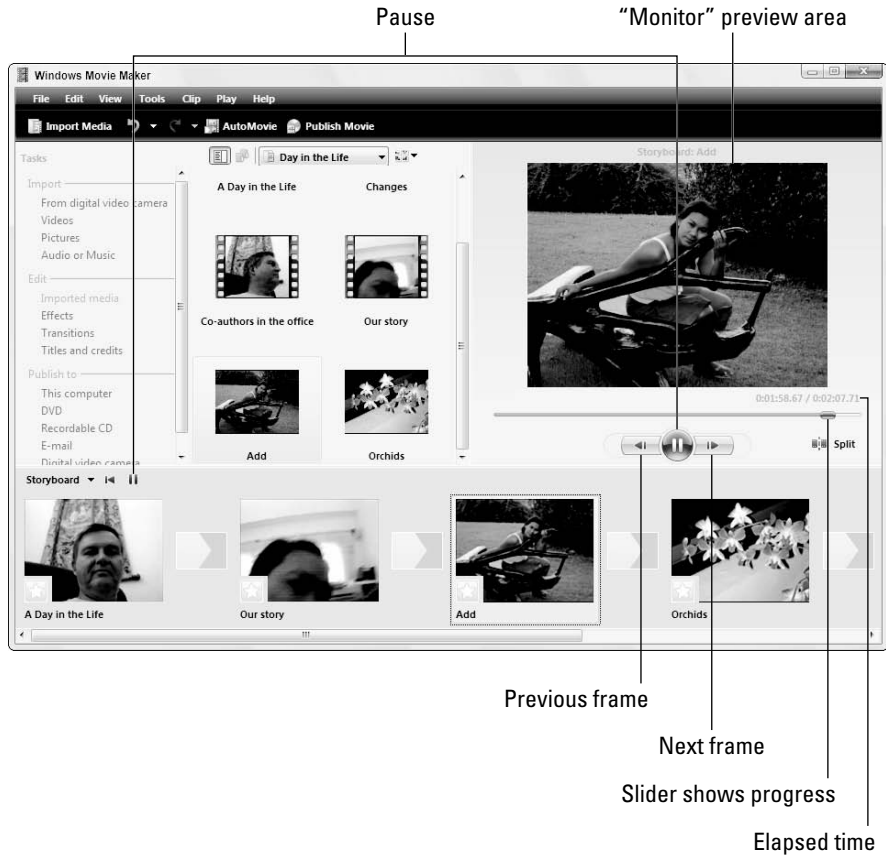 Pause
“Monitor” preview area
Windows Movie Maker
File Edit View Tools Clip Play Help
Import Media AutoMovie Publish Movie
Tasks
Import
From digital video camera
Videos
Pictures
Audio or Music
Edit
Imported media
Effects
Transitions
Titles and credits
Publish to
This computer
DVD
Recordable CD
E-mail
Digital video camera
Day in the Life
A Day in the Life
Changes
Co-authors in the office
Our story
Add
Orchids
Storyboard: Add
0:01:58.67 / 0:02:07.71
Split
Storyboard
A Day in the Life
Our story
Add
Orchids
Previous frame
Next frame
Slider shows progress
Elapsed time